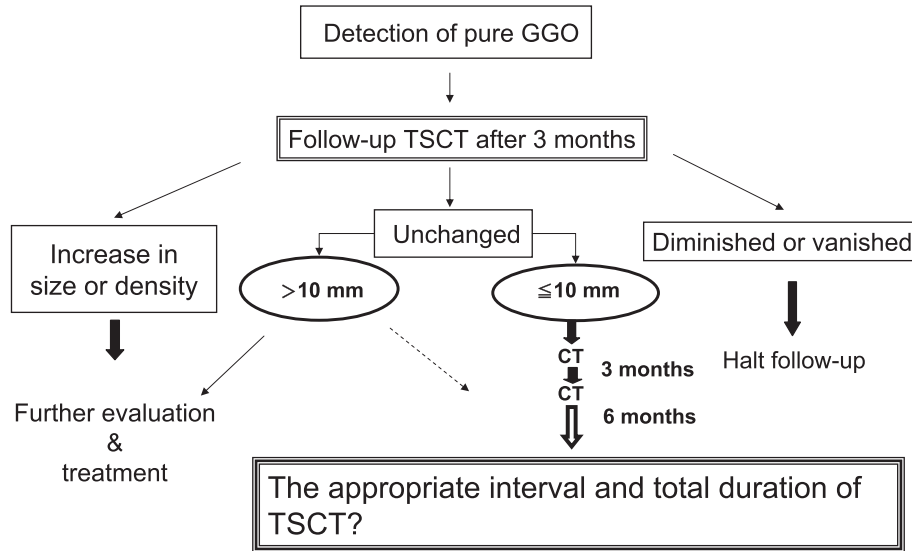 Detection of pure GGO
Follow-up TSCT after 3 months
Increase in
size or density
Unchanged
Diminished or vanished
>10 mm
≦10 mm
CT
3 months
CT
6 months
Halt follow-up
Further evaluation
&
treatment
The appropriate interval and total duration of
TSCT?